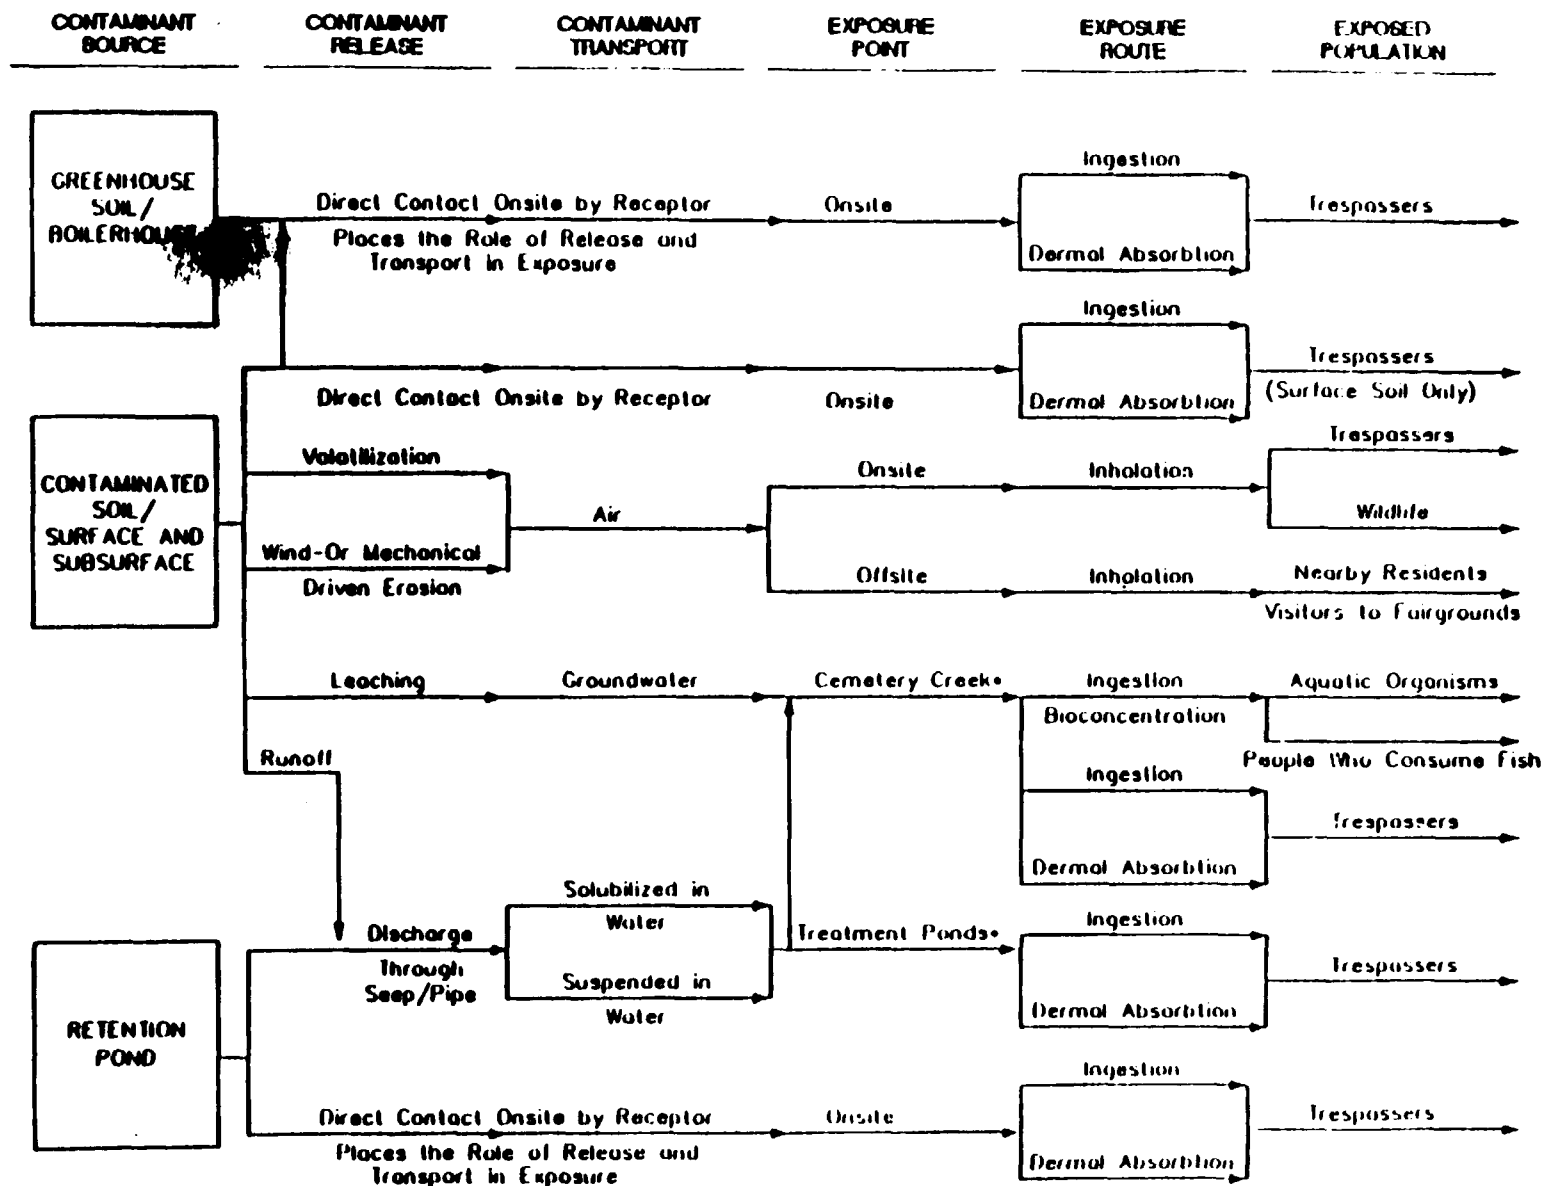 CONTAMINANT
SOURCE
CONTAMINANT
RELEASE
CONTAMINANT
TRANSPORT
EXPOSURE
POINT
EXPOSURE
ROUTE
EXPOSED
POPULATION
GREENHOUSE
SOIL/
BOILERHOUSE
Direct Contact Onsite by Receptor
Places the Role of Release and
Transport in Exposure
Onsite
Ingestion
Dermal Absorbtion
Trespassers
Direct Contact Onsite by Receptor
Onsite
Ingestion
Dermal Absorbtion
Trespassers
(Surface Soil Only)
CONTAMINATED
SOIL/
SURFACE AND
SUBSURFACE
Volatilization
Wind-Or Mechanical
Driven Erosion
Air
Onsite
Inhalation
Trespassers
Wildlife
Offsite
Inhalation
Nearby Residents
Visitors to Fairgrounds
Leaching
Groundwater
Cemetery Creek*
Ingestion
Bioconcentration
Aquatic Organisms
People Who Consume Fish
Runoff
Ingestion
Dermal Absorbtion
Trespassers
RETENTION
POND
Discharge
Through
Seep/Pipe
Solubilized in
Water
Suspended in
Water
Treatment Ponds*
Ingestion
Dermal Absorbtion
Trespassers
Direct Contact Onsite by Receptor
Places the Role of Release and
Transport in Exposure
Onsite
Ingestion
Dermal Absorbtion
Trespassers